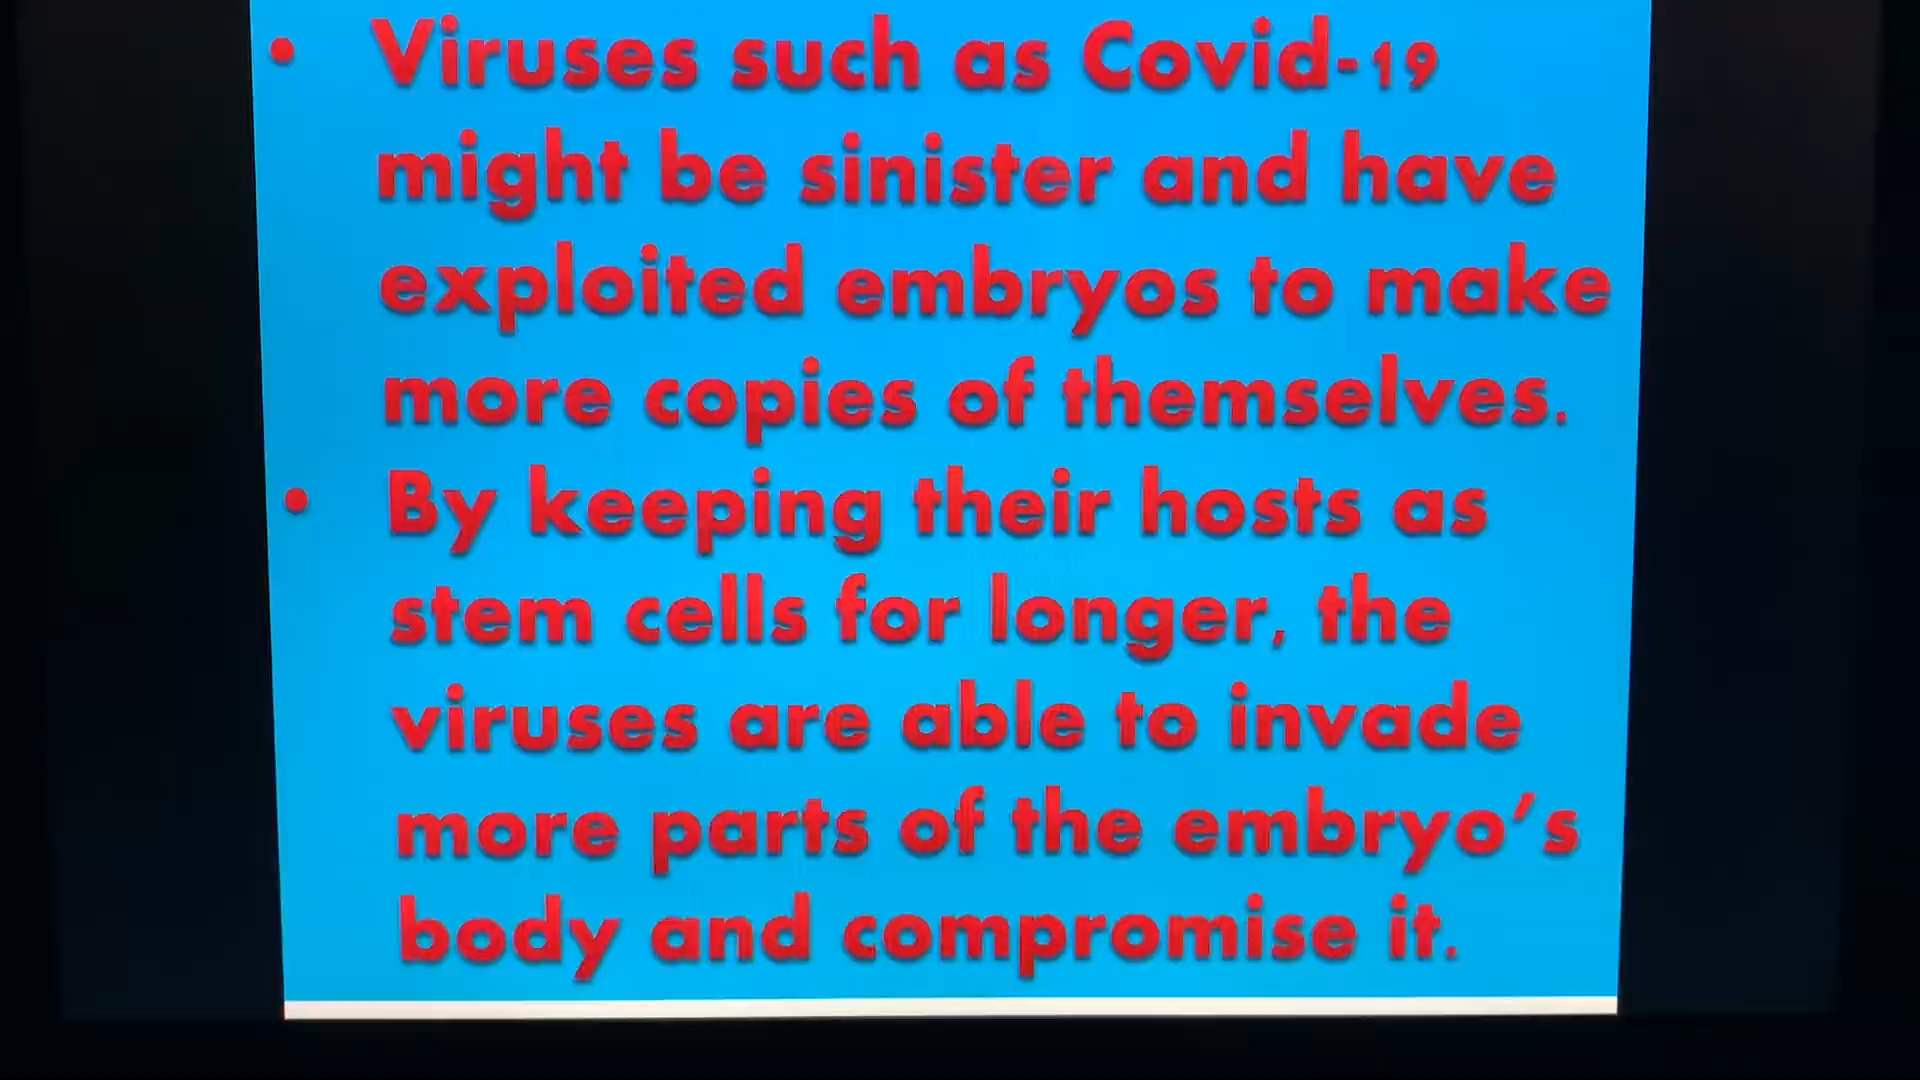 • Viruses such as Covid-19
might be sinister and have
exploited embryos to make
more copies of themselves.
• By keeping their hosts as
stem cells for longer, the
viruses are able to invade
more parts of the embryo's
body and compromise it.